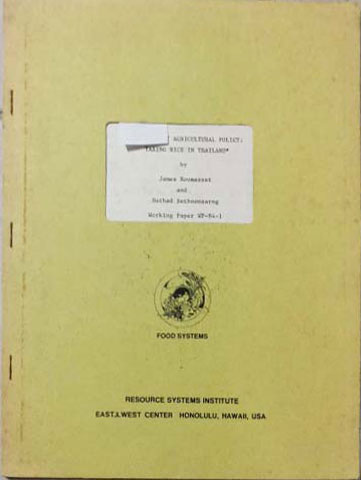 AGRICULTURAL POLICY:
TAXING RICE IN THAILAND*
by
James Roumasset
and
Suthad Setboonsarng
Working Paper WP-84-1
FOOD SYSTEMS
RESOURCE SYSTEMS INSTITUTE
EAST-WEST CENTER HONOLULU, HAWAII, USA